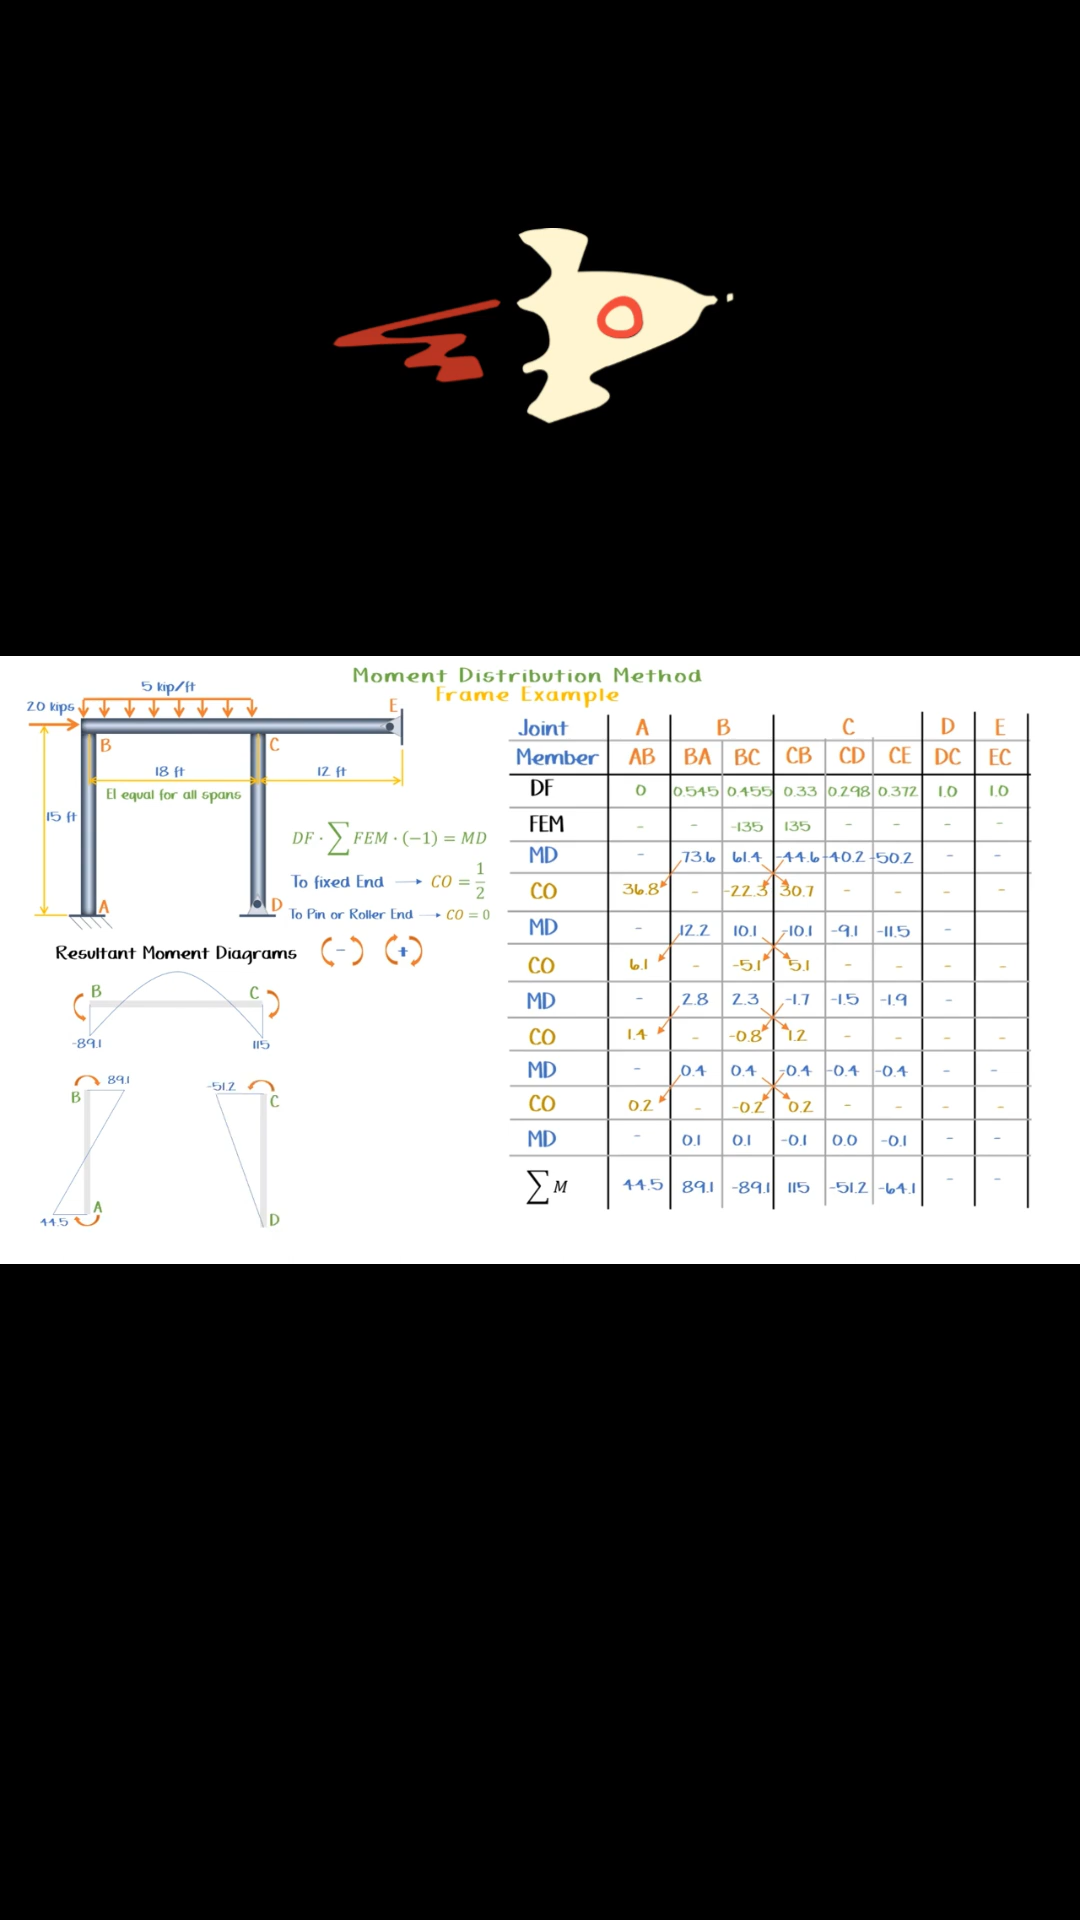 Moment Distribution Method
Frame Example
5 kip/ft
20 kips
E
B
C
18 ft
12 ft
EI equal for all spans
15 ft
A
D
DF · ∑ FEM · (−1) = MD
To fixed End → CO = 1/2
To Pin or Roller End → CO = 0
Resultant Moment Diagrams ( - ) ( + )
B C
-89.1 115
89.1
B
A
44.5
-51.2
C
D
Joint A B C D E
Member AB BA BC CB CD CE DC EC
DF 0 0.545 0.455 0.33 0.298 0.372 1.0 1.0
FEM - - -135 135 - - - -
MD - 73.6 61.4 -44.6 -40.2 -50.2 - -
CO 36.8 - -22.3 30.7 - - - -
MD - 12.2 10.1 -10.1 -9.1 -11.5 -
CO 6.1 - -5.1 5.1 - - - -
MD - 2.8 2.3 -1.7 -1.5 -1.9 -
CO 1.4 - -0.8 1.2 - - - -
MD - 0.4 0.4 -0.4 -0.4 -0.4 - -
CO 0.2 - -0.2 0.2 - - - -
MD - 0.1 0.1 -0.1 0.0 -0.1 - -
∑M 44.5 89.1 -89.1 115 -51.2 -64.1 - -